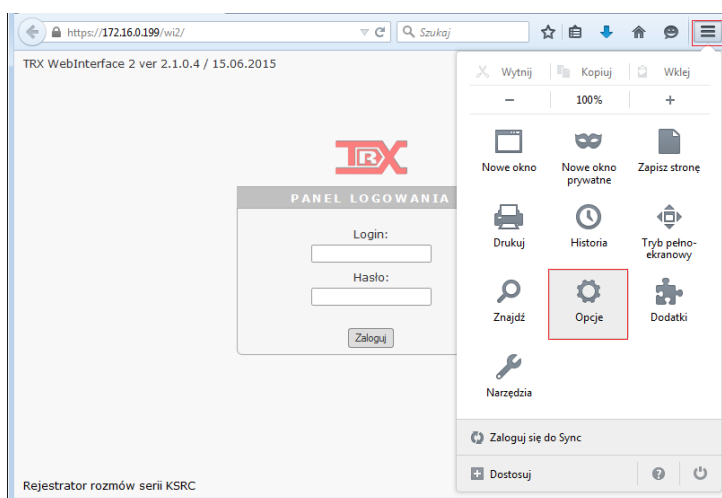 https://172.16.0.199/wi2/
Szukaj
TRX WebInterface 2 ver 2.1.0.4 / 15.06.2015
TRX
PANEL LOGOWANIA
Login:
Hasło:
Zaloguj
Rejestrator rozmów serii KSRC
Wytnij Kopiuj Wklej
− 100% +
Nowe okno Nowe okno prywatne Zapisz stronę
Drukuj Historia Tryb pełno-
ekranowy
Znajdź Opcje Dodatki
Narzędzia
Zaloguj się do Sync
Dostosuj ?